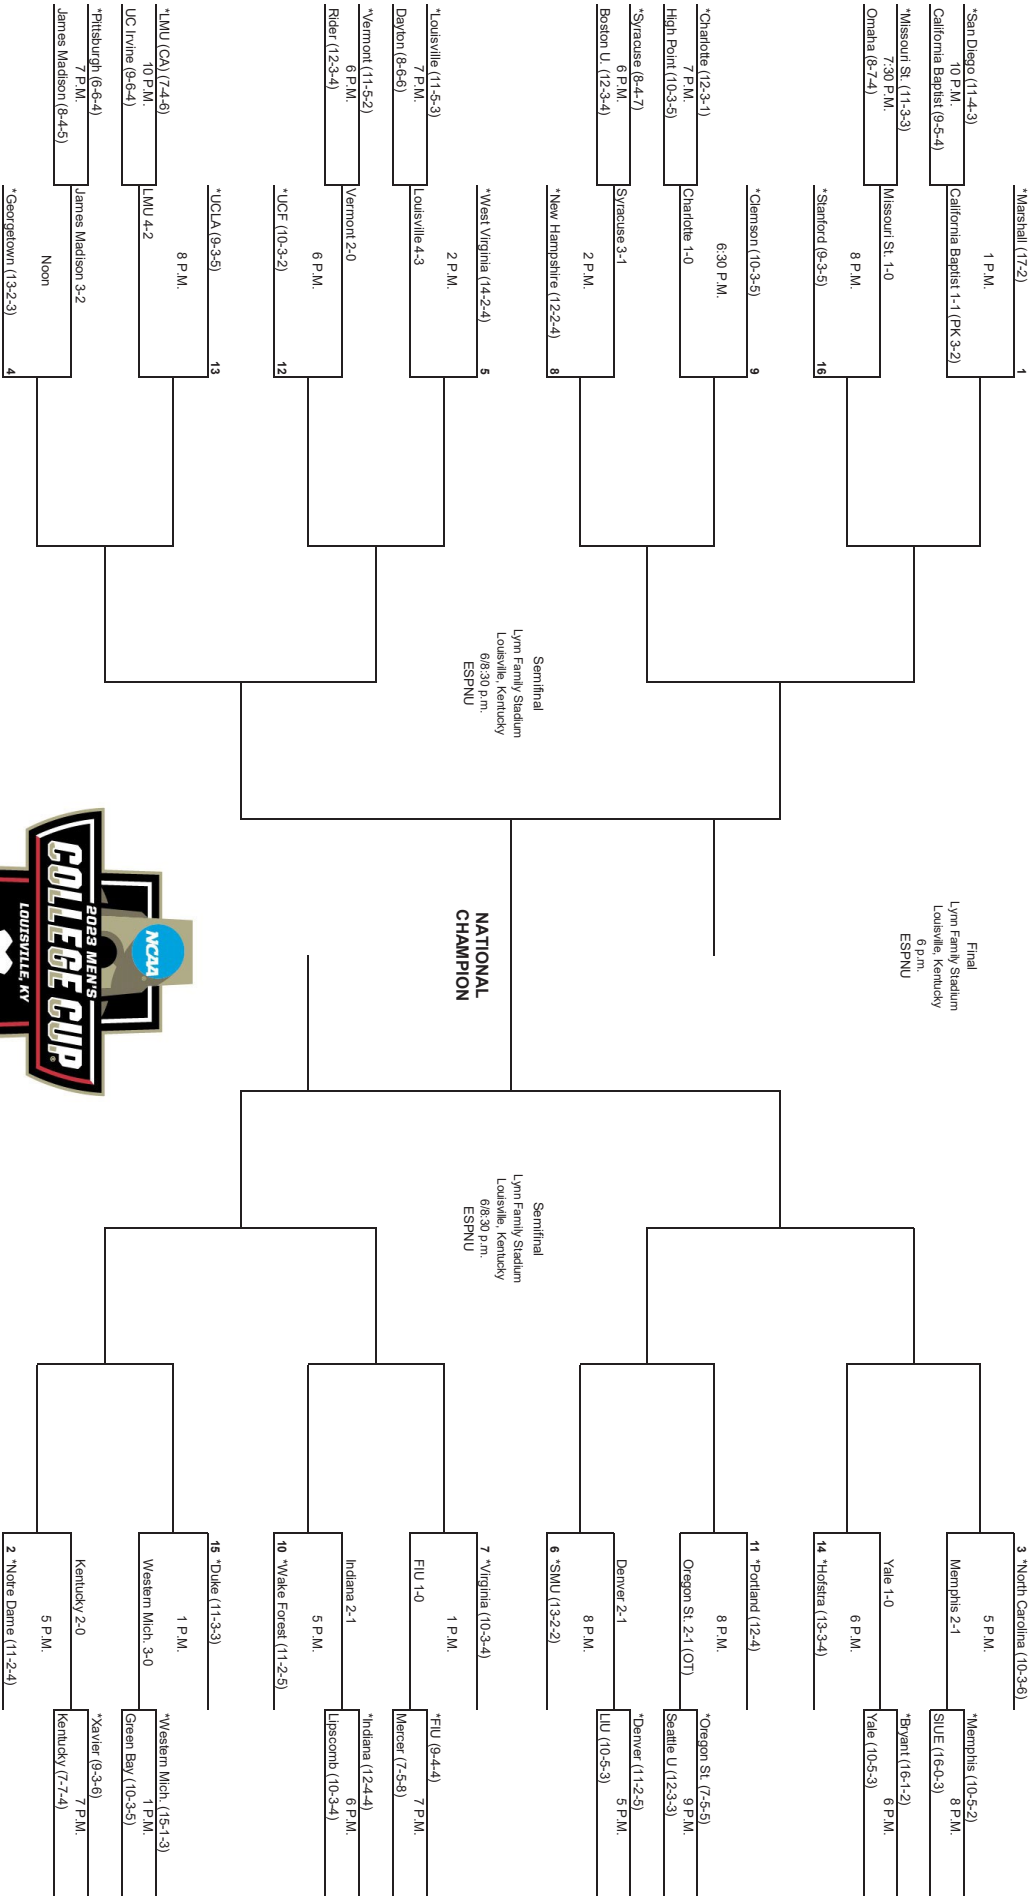 *Marshall (17-2)
1
1 P.M.
*San Diego (11-4-3)
10 P.M.
California Baptist (9-5-4)
California Baptist 1-1 (PK 3-2)
*Missouri St. (11-3-3)
7:30 P.M.
Omaha (8-7-4)
Missouri St. 1-0
8 P.M.
*Stanford (9-3-5)
16
*Clemson (10-3-5)
9
6:30 P.M.
*Charlotte (12-3-1)
7 P.M.
High Point (10-3-5)
Charlotte 1-0
*Syracuse (8-4-7)
6 P.M.
Boston U. (12-3-4)
Syracuse 3-1
2 P.M.
*New Hampshire (12-2-4)
8
*West Virginia (14-2-4)
5
2 P.M.
*Louisville (11-5-3)
7 P.M.
Dayton (8-6-6)
Louisville 4-3
*Vermont (11-5-2)
6 P.M.
Rider (12-3-4)
Vermont 2-0
6 P.M.
*UCF (10-3-2)
12
*UCLA (9-3-5)
13
8 P.M.
*LMU (CA) (7-4-6)
10 P.M.
UC Irvine (9-6-4)
LMU 4-2
*Pittsburgh (6-6-4)
7 P.M.
James Madison (8-4-5)
James Madison 3-2
Noon
*Georgetown (13-2-3)
4
Semifinal
Lynn Family Stadium
Louisville, Kentucky
6/8:30 p.m.
ESPNU
Final
Lynn Family Stadium
Louisville, Kentucky
6 p.m.
ESPNU
NATIONAL
CHAMPION
NCAA
2023 MEN'S
COLLEGE CUP®
LOUISVILLE, KY
Semifinal
Lynn Family Stadium
Louisville, Kentucky
6/8:30 p.m.
ESPNU
3 *North Carolina (10-3-6)
5 P.M.
Memphis 2-1
*Memphis (10-5-2)
8 P.M.
SIUE (16-0-3)
Yale 1-0
*Bryant (16-1-2)
6 P.M.
Yale (10-5-3)
6 P.M.
14 *Hofstra (13-3-4)
11 *Portland (12-4)
8 P.M.
Oregon St. 2-1 (OT)
*Oregon St. (7-5-5)
9 P.M.
Seattle U (12-3-3)
Denver 2-1
*Denver (11-2-5)
5 P.M.
LIU (10-5-3)
8 P.M.
6 *SMU (13-2-2)
7 *Virginia (10-3-4)
1 P.M.
FIU 1-0
*FIU (9-4-4)
7 P.M.
Mercer (7-5-8)
Indiana 2-1
*Indiana (12-4-4)
6 P.M.
Lipscomb (10-3-4)
5 P.M.
10 *Wake Forest (11-2-5)
15 *Duke (11-3-3)
1 P.M.
Western Mich. 3-0
*Western Mich. (15-1-3)
1 P.M.
Green Bay (10-3-5)
Kentucky 2-0
*Xavier (9-3-6)
7 P.M.
Kentucky (7-7-4)
5 P.M.
2 *Notre Dame (11-2-4)